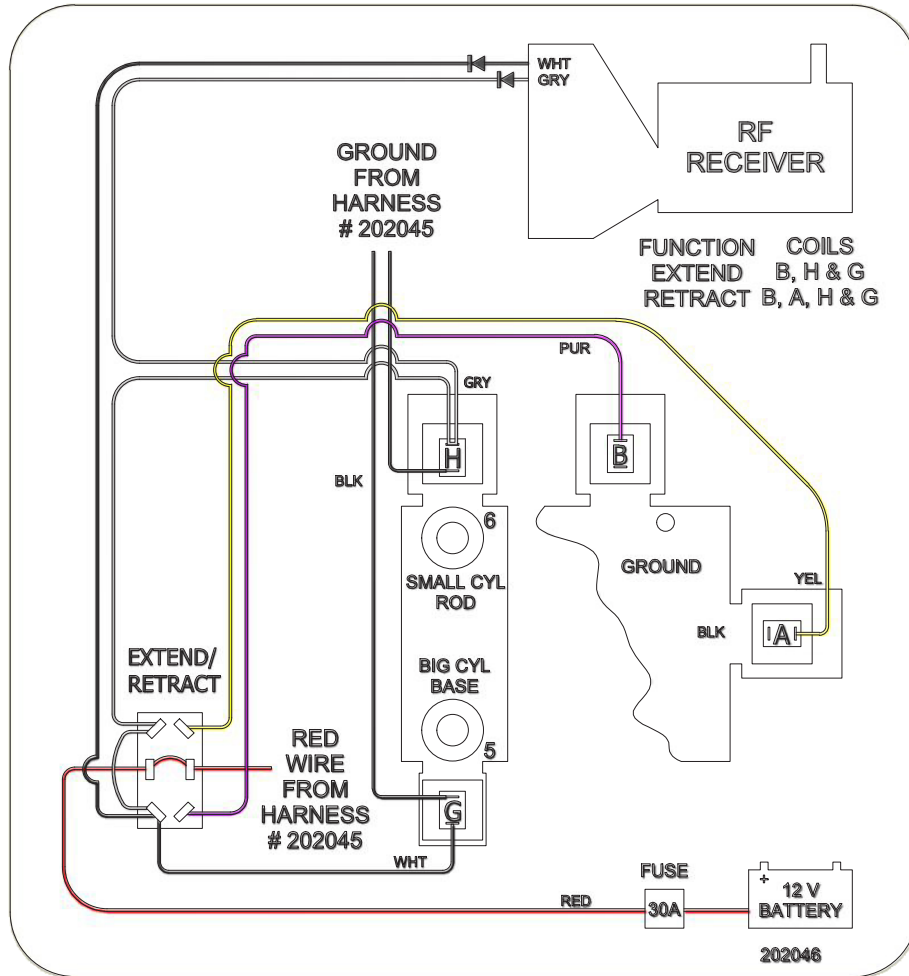 WHT
GRY
RF
RECEIVER
GROUND
FROM
HARNESS
# 202045
FUNCTION COILS
EXTEND B, H & G
RETRACT B, A, H & G
PUR
GRY
H
B
BLK
6
SMALL CYL
ROD
GROUND
YEL
BLK
A
EXTEND/
RETRACT
BIG CYL
BASE
5
RED
WIRE
FROM
HARNESS
# 202045
G
WHT
RED
FUSE
30A
+
12 V
BATTERY
202046